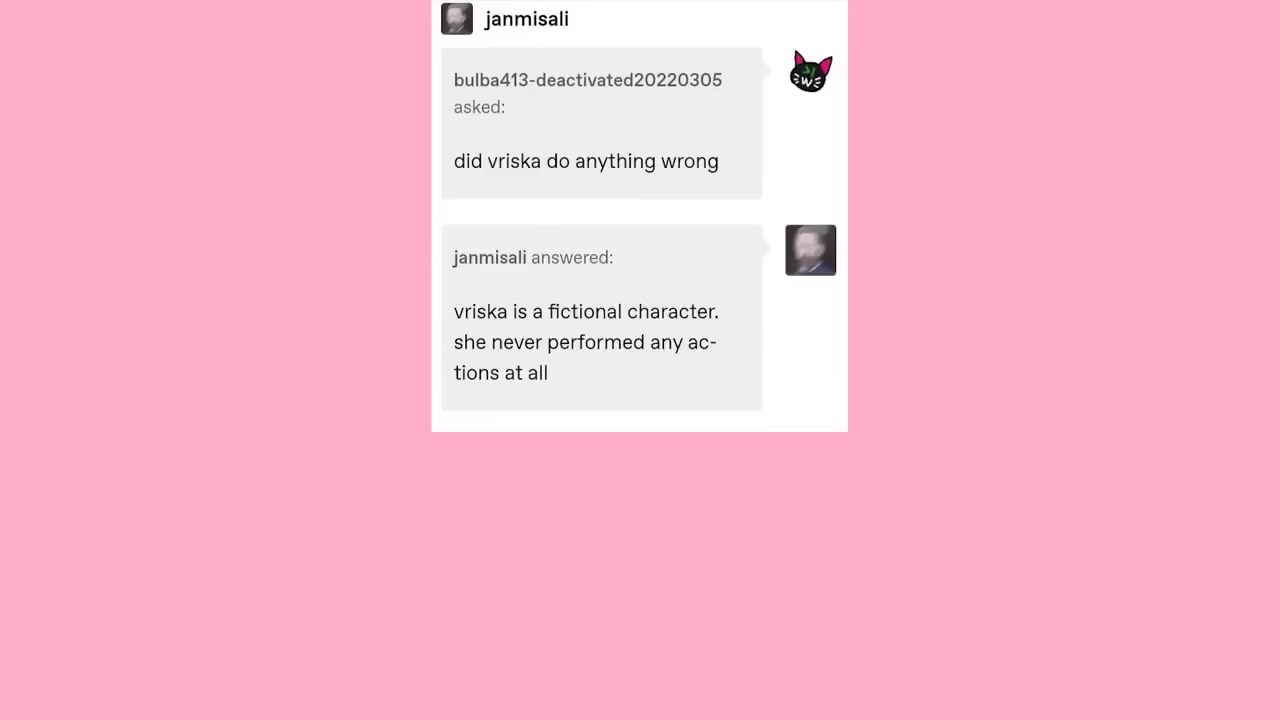 janmisali
bulba413-deactivated20220305
asked:
did vriska do anything wrong
janmisali answered:
vriska is a fictional character.
she never performed any ac-
tions at all